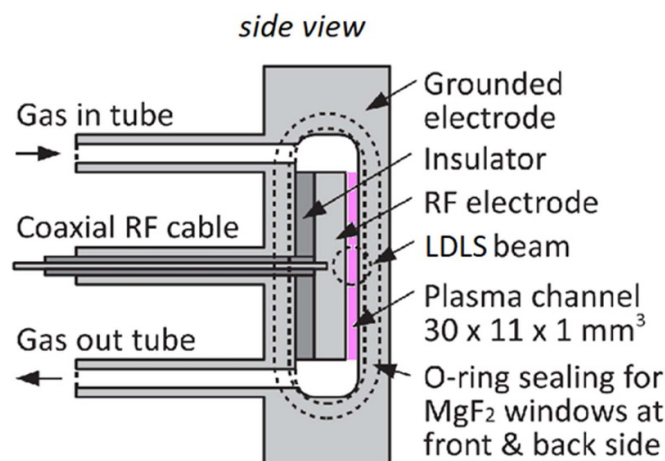 side view
Gas in tube
Coaxial RF cable
Gas out tube
Grounded
electrode
Insulator
RF electrode
LDLS beam
Plasma channel
30 x 11 x 1 mm³
O-ring sealing for
MgF₂ windows at
front & back side